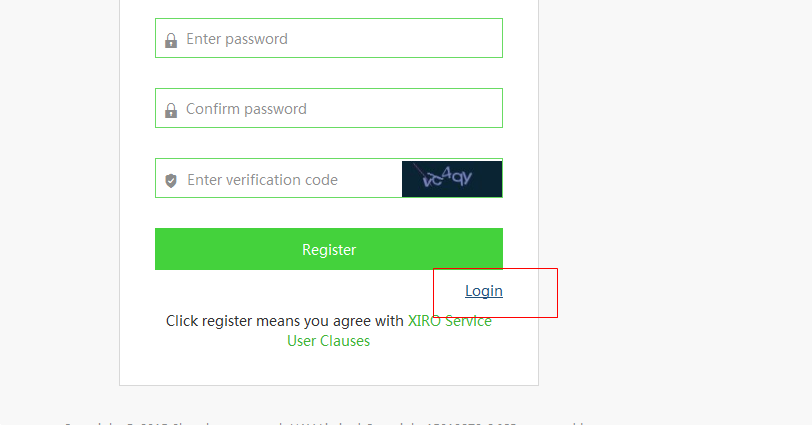 Enter password
Confirm password
Enter verification code
vc4qy
Register
Login
Click register means you agree with XIRO Service
User Clauses